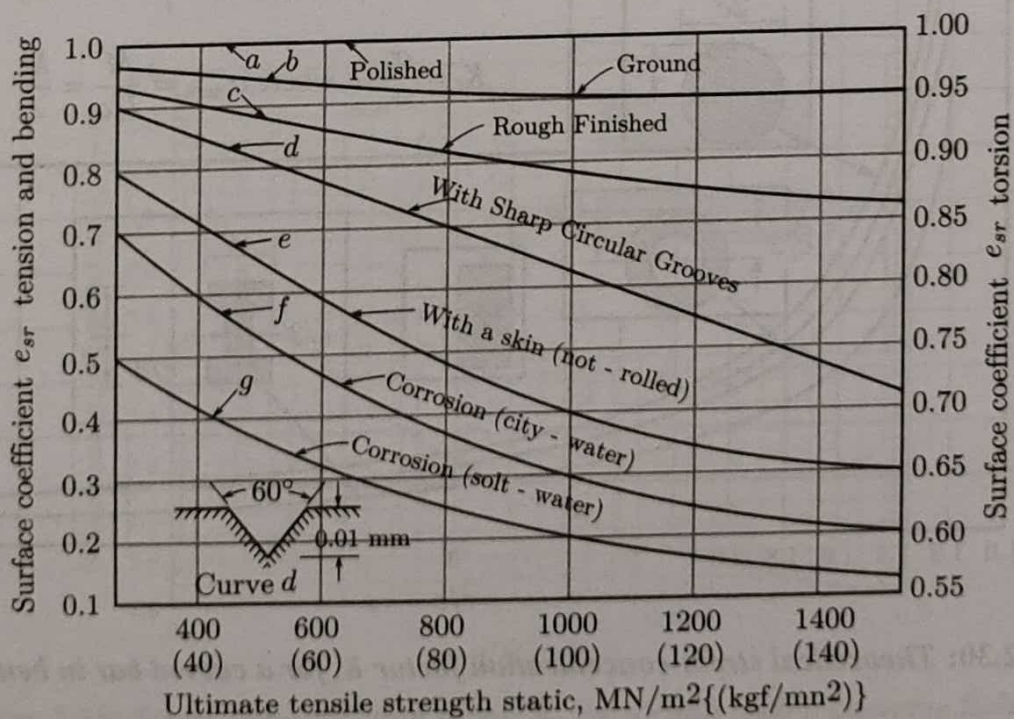 1.00
1.0
a
b
Polished
Ground
0.95
0.9
c
Rough Finished
0.90
d
0.8
With Sharp Circular Grooves
0.85
0.7
e
0.80
0.6
f
With a skin (not - rolled)
0.75
0.5
g
Corrosion (city - water)
0.70
0.4
Corrosion (solt - water)
0.65
0.3
60°
0.60
0.2
0.01 mm
Curve d
0.55
0.1
400 600 800 1000 1200 1400
(40) (60) (80) (100) (120) (140)
Ultimate tensile strength static, MN/m2{(kgf/mn2)}
Surface coefficient esr tension and bending
Surface coefficient esr torsion